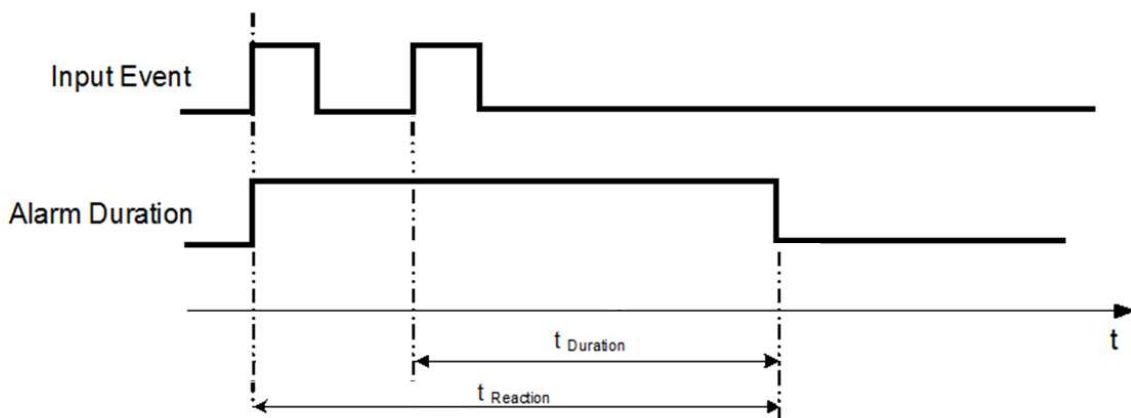 Input Event
Alarm Duration
t
t Duration
t Reaction